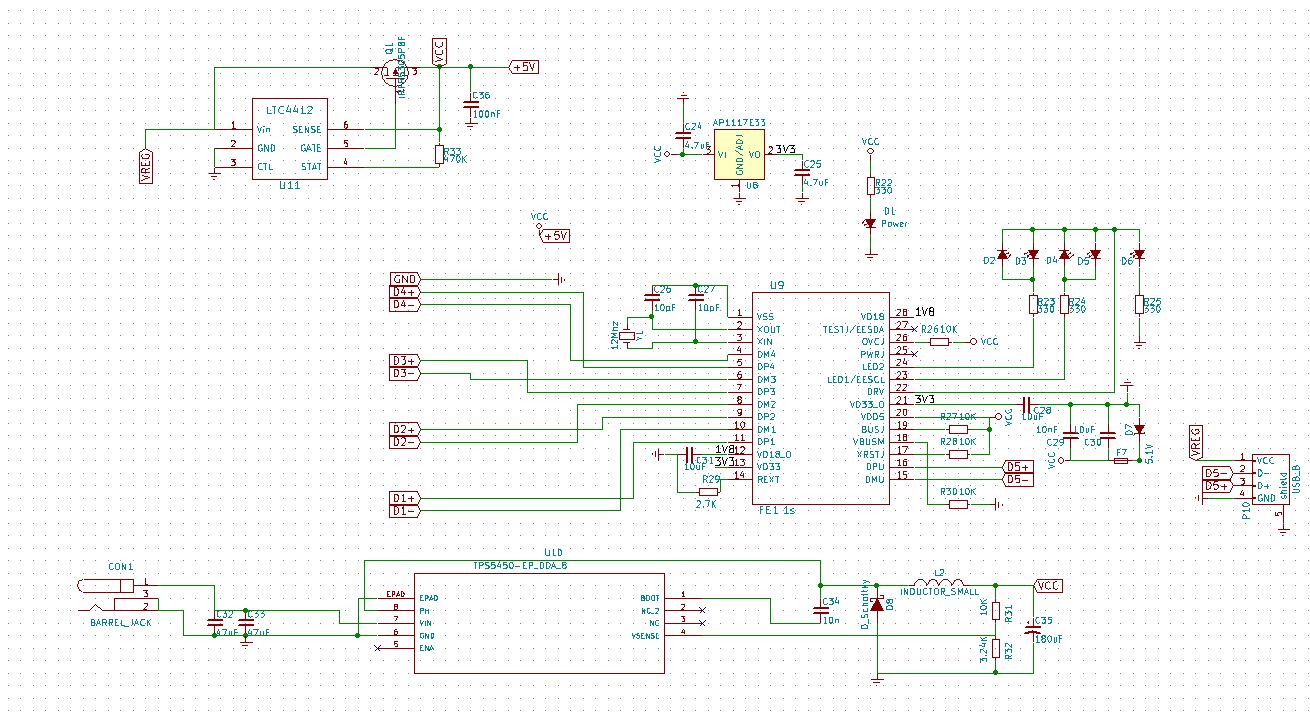 Q1
VCC
2 1 3
+5V
C36
100nF
LTC4412
1 Vin SENSE 6
2 GND GATE 5
3 CTL STAT 4
U11
R33
470K
VREG
C24
4.7uF
AP1117E33
VCC
3 VI VO 2 3V3
GND/ADJ
1
U8
C25
4.7uF
VCC
R22
330
D1
Power
VCC
+5V
D2 D3 D4 D5 D6
R23
330
R24
330
R25
330
GND
D4+
D4-
D3+
D3-
D2+
D2-
D1+
D1-
C26
10pF
C27
10pF
12Mhz
Y1
U9
1 VSS VD18 28 1V8
2 XOUT TESTJ/EESDA 27
3 XIN OVCJ 26
4 DM4 PWRJ 25
5 DP4 LED2 24
6 DM3 LED1/EESCL 23
7 DP3 DRV 22
8 DM2 VD33_O 21 3V3
9 DP2 VDD5 20
10 DM1 BUSJ 19
11 DP1 VBUSM 18
1V8 12 VD18_O XRSTJ 17
3V3 13 VD33 DPU 16
14 REXT DMU 15
FE1 1s
R26 10K
VCC
R27 10K
VCC
R28 10K
D5+
D5-
R30 10K
C31
10uF
R29
2.7K
C28
10uF
10nF
C29
10uF
C30
VCC
F7
D7
5.1V
VREG
1 VCC
D5- 2 D-
D5+ 3 D+
4 GND
shield
5
P10
USB_B
CON1
1
3
2
BARREL_JACK
C32
47uF
C33
47uF
U10
TPS5450-EP_DDA_8
EPAD EPAD BOOT 1
8 PH NC_2 2
7 VIN NC 3
6 GND VSENSE 4
5 ENA
C34
10n
D_Schottky
D8
L2
INDUCTOR_SMALL
VCC
10K
R31
3.24K
R32
C35
180uF